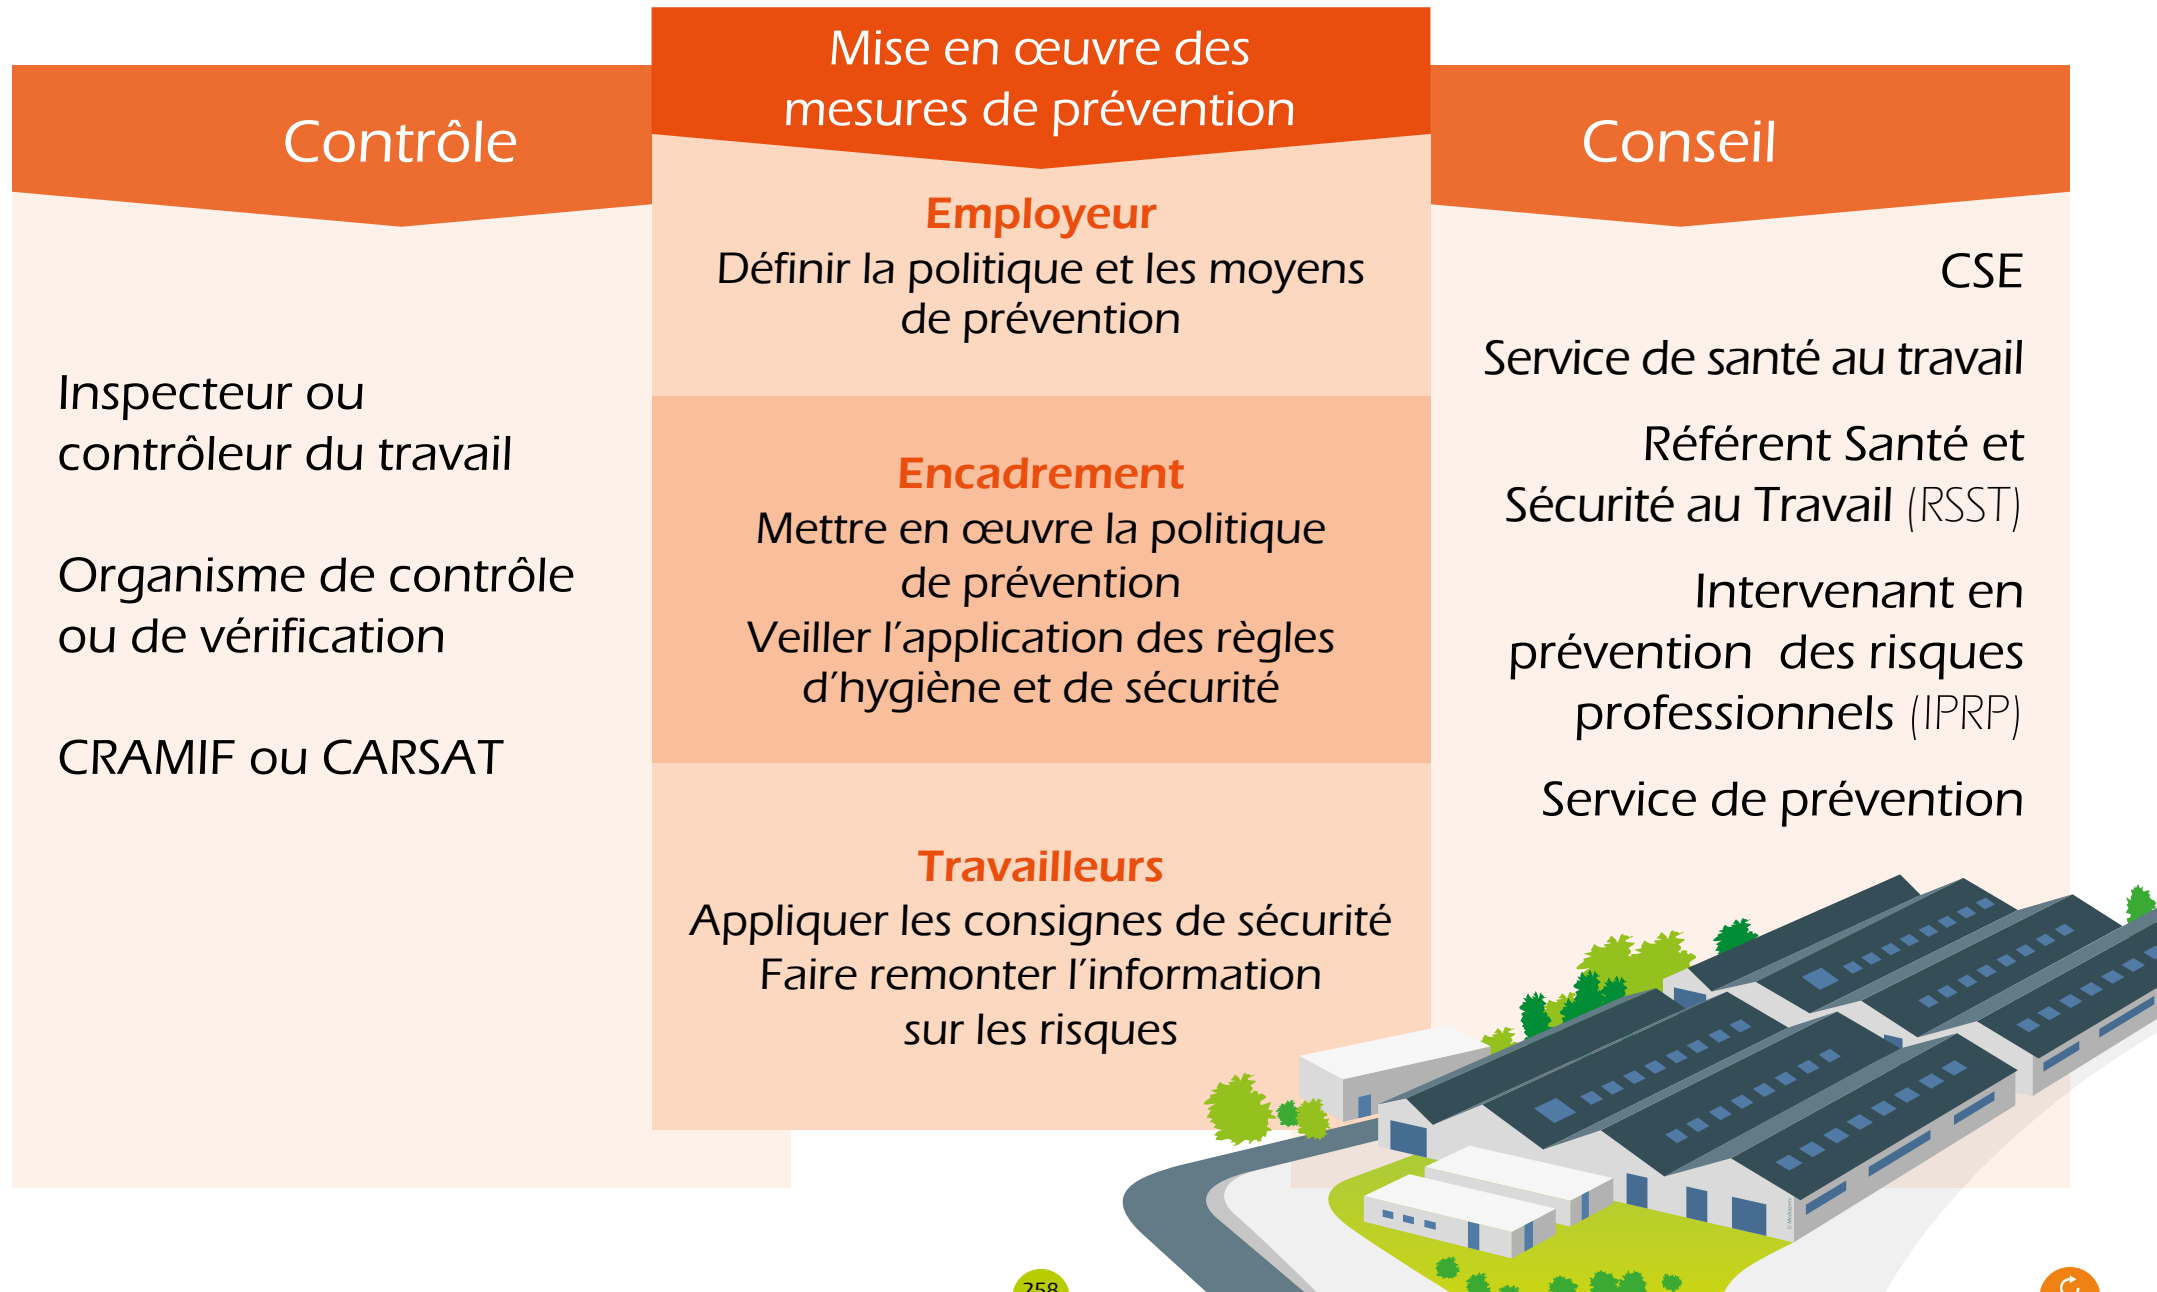 Contrôle
Inspecteur ou
contrôleur du travail
Organisme de contrôle
ou de vérification
CRAMIF ou CARSAT
Mise en œuvre des
mesures de prévention
Employeur
Définir la politique et les moyens
de prévention
Encadrement
Mettre en œuvre la politique
de prévention
Veiller l’application des règles
d’hygiène et de sécurité
Travailleurs
Appliquer les consignes de sécurité
Faire remonter l’information
sur les risques
Conseil
CSE
Service de santé au travail
Référent Santé et
Sécurité au Travail (RSST)
Intervenant en
prévention des risques
professionnels (IPRP)
Service de prévention
258